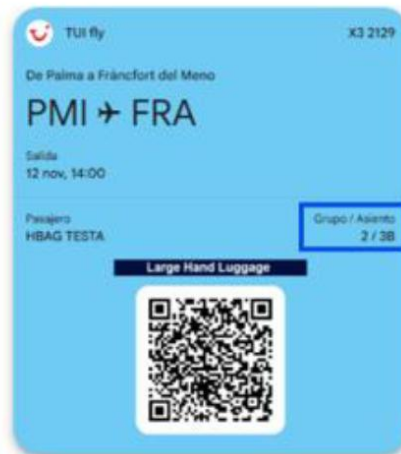 TUI fly X3 2129
De Palma a Fráncfort del Meno
PMI ✈ FRA
Salida
12 nov, 14:00
Pasajero Grupo / Asiento
HBAG TESTA 2 / 3B
Large Hand Luggage